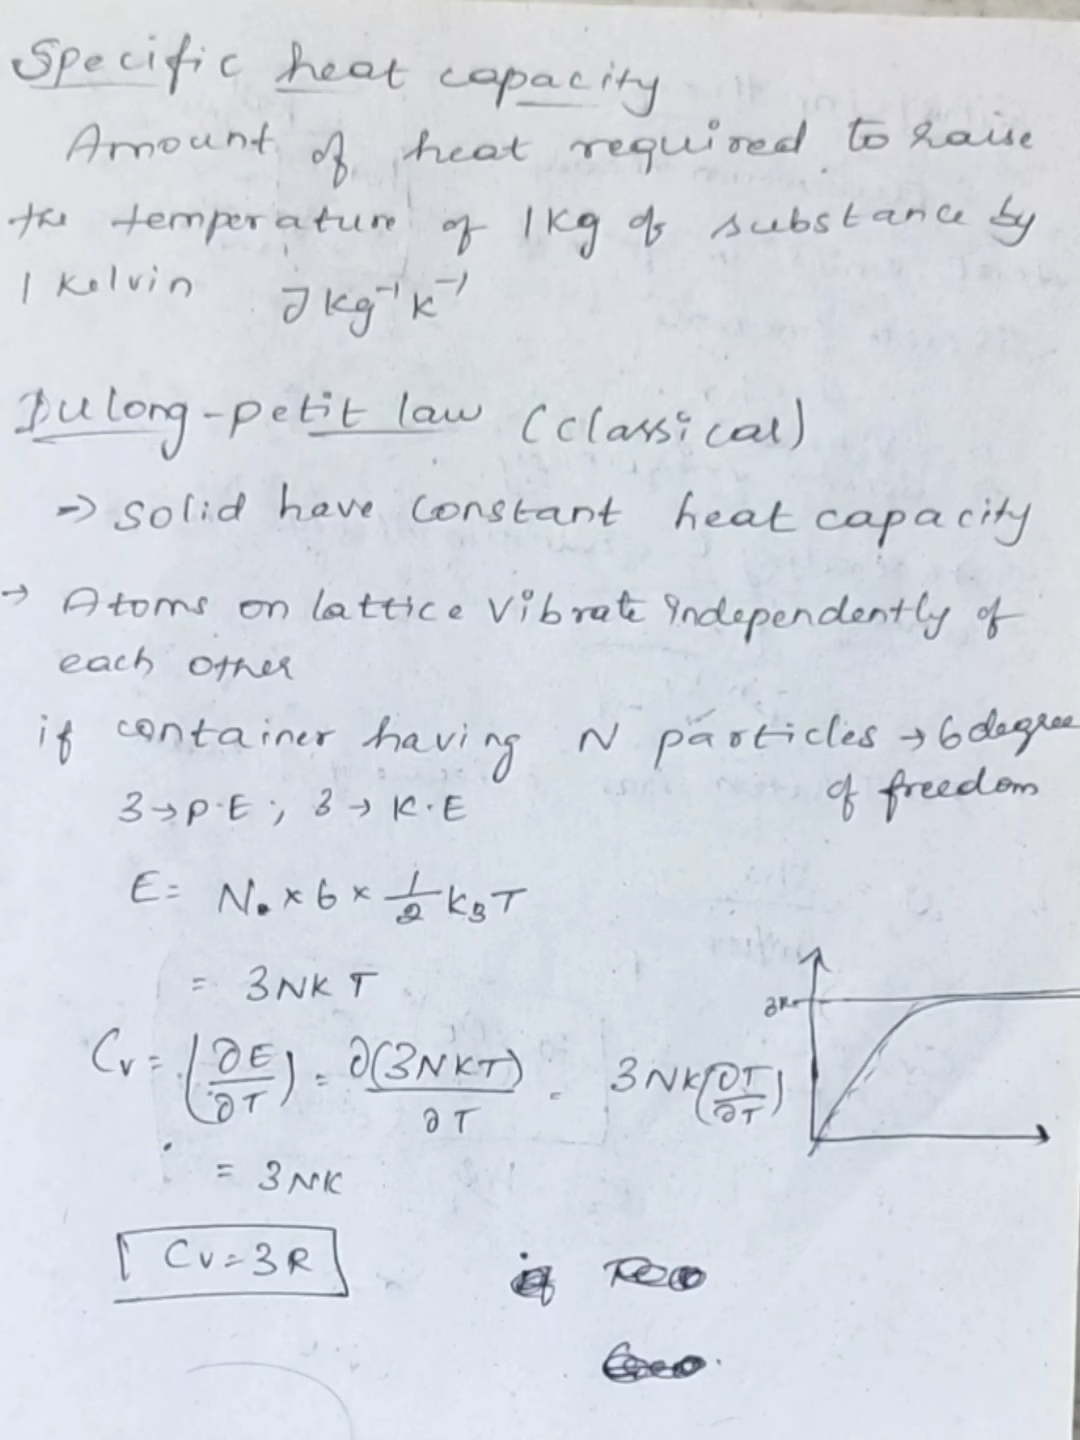 Specific heat capacity
Amount of heat required to raise
the temperature of 1kg of substance by
1 Kelvin J kg⁻¹ K⁻¹
Dulong-petit law (classical)
=> solid have constant heat capacity
→ Atoms on lattice vibrate independently of
each other
if container having N particles → 6 degree
of freedom
3→P.E; 3→K.E
E= N₀ × 6 × 1/2 K_B T
= 3NKT
Cᵥ = (∂E/∂T) = ∂(3NKT)/∂T = 3NK(∂T/∂T)
= 3NK
Cv=3R